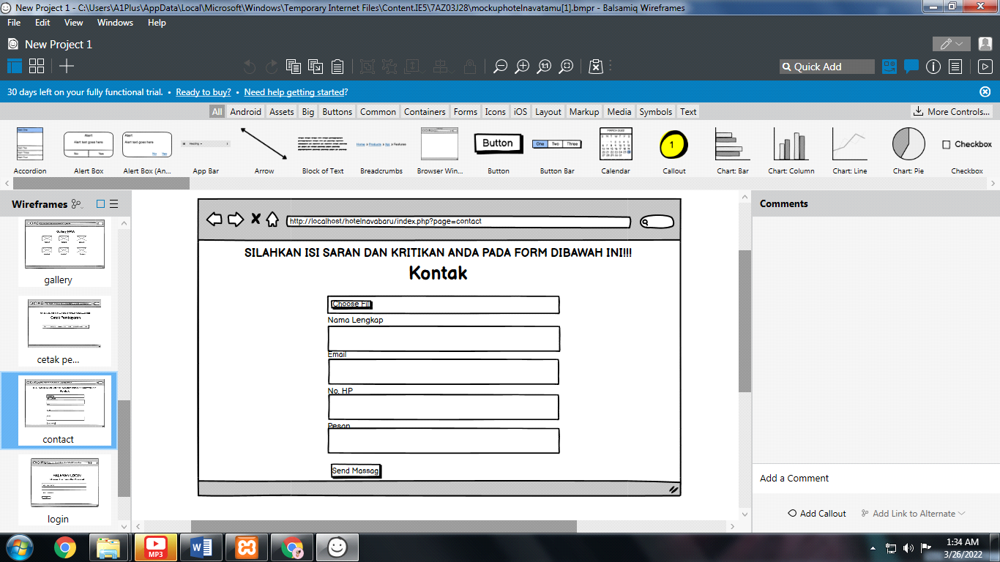 New Project 1 - C:\Users\A1Plus\AppData\Local\Microsoft\Windows\Temporary Internet Files\Content.IE5\7AZ03J28\mockuphotelnavatamu[1].bmpr - Balsamiq Wireframes
File Edit View Windows Help
New Project 1
Quick Add
30 days left on your fully functional trial. • Ready to buy? • Need help getting started?
All Android Assets Big Buttons Common Containers Forms Icons iOS Layout Markup Media Symbols Text More Controls...
Button
One Two Three
1
Checkbox
Accordion Alert Box Alert Box (An... App Bar Arrow Block of Text Breadcrumbs Browser Win... Button Button Bar Calendar Callout Chart: Bar Chart: Column Chart: Line Chart: Pie Checkbox
Wireframes
gallery
cetak pe...
contact
HALAMAN LOGIN
login
http://localhost/hotelnavabaru/index.php?page=contact
SILAHKAN ISI SARAN DAN KRITIKAN ANDA PADA FORM DIBAWAH INI!!!
Kontak
Choose Fil
Nama Lengkap
Email
No. HP
Pesan
Send Massag
Comments
Add a Comment
Add Callout Add Link to Alternate
MP3
1:34 AM
3/26/2022